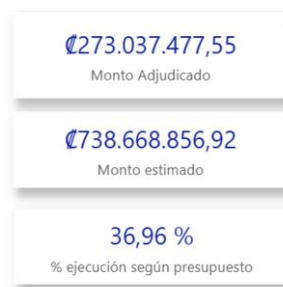 ₡273.037.477,55
Monto Adjudicado
₡738.668.856,92
Monto estimado
36,96 %
% ejecución según presupuesto